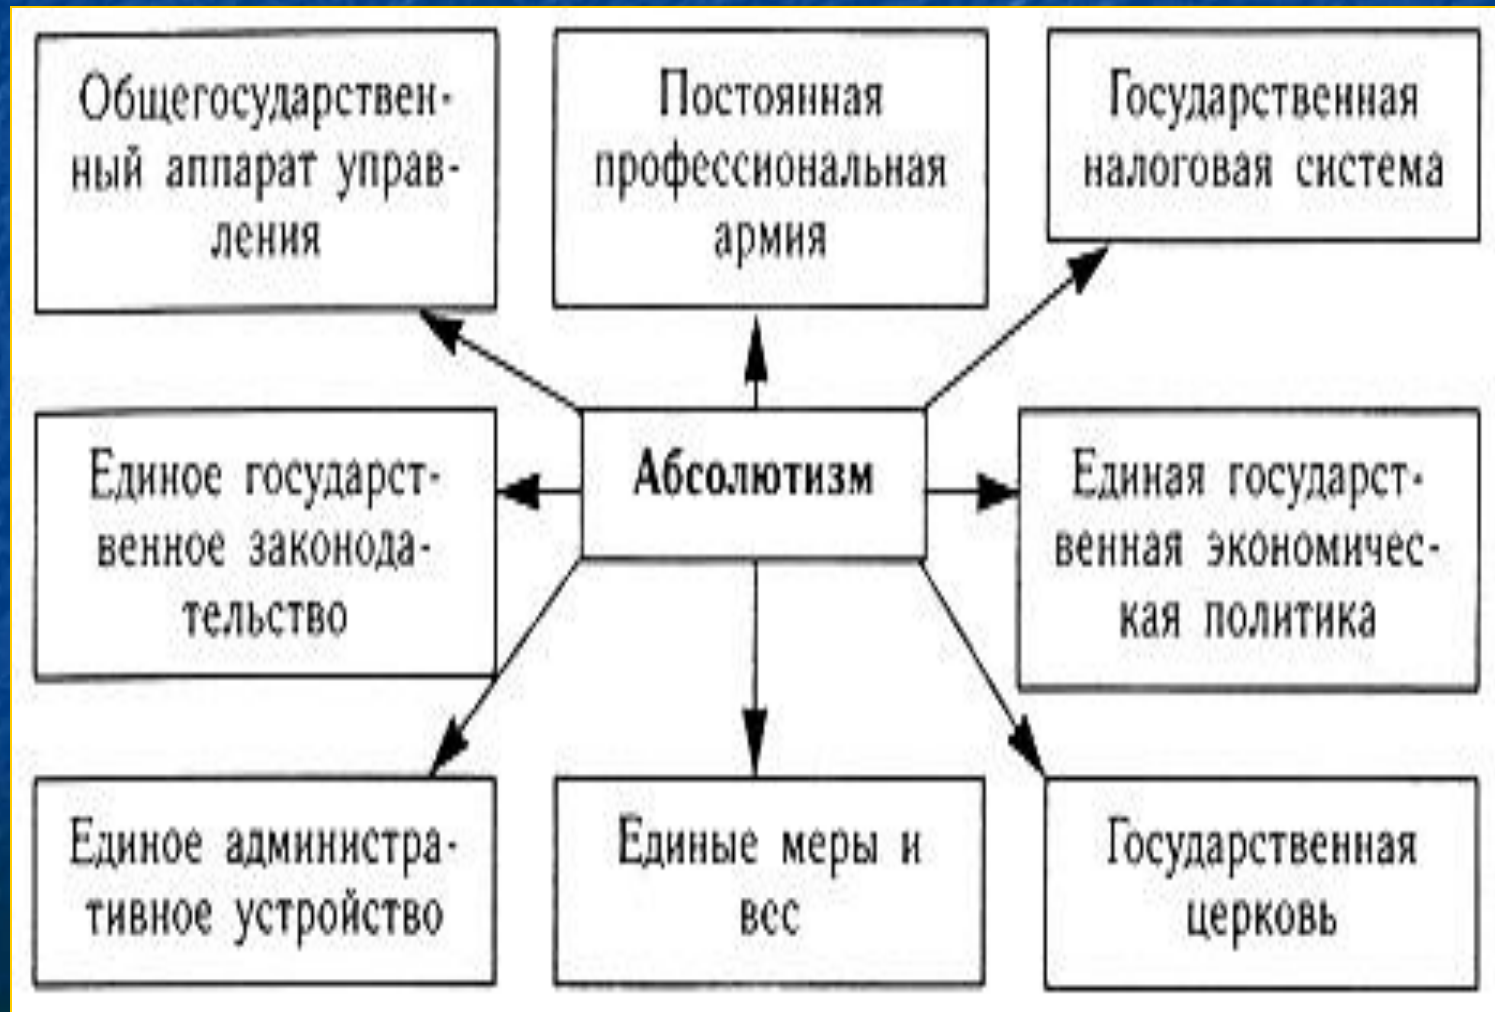 Общегосударствен-
ный аппарат управ-
ления
Постоянная
профессиональная
армия
Государственная
налоговая система
Единое государст-
венное законода-
тельство
Абсолютизм
Единая государст-
венная экономичес-
кая политика
Единое администра-
тивное устройство
Единые меры и
вес
Государственная
церковь